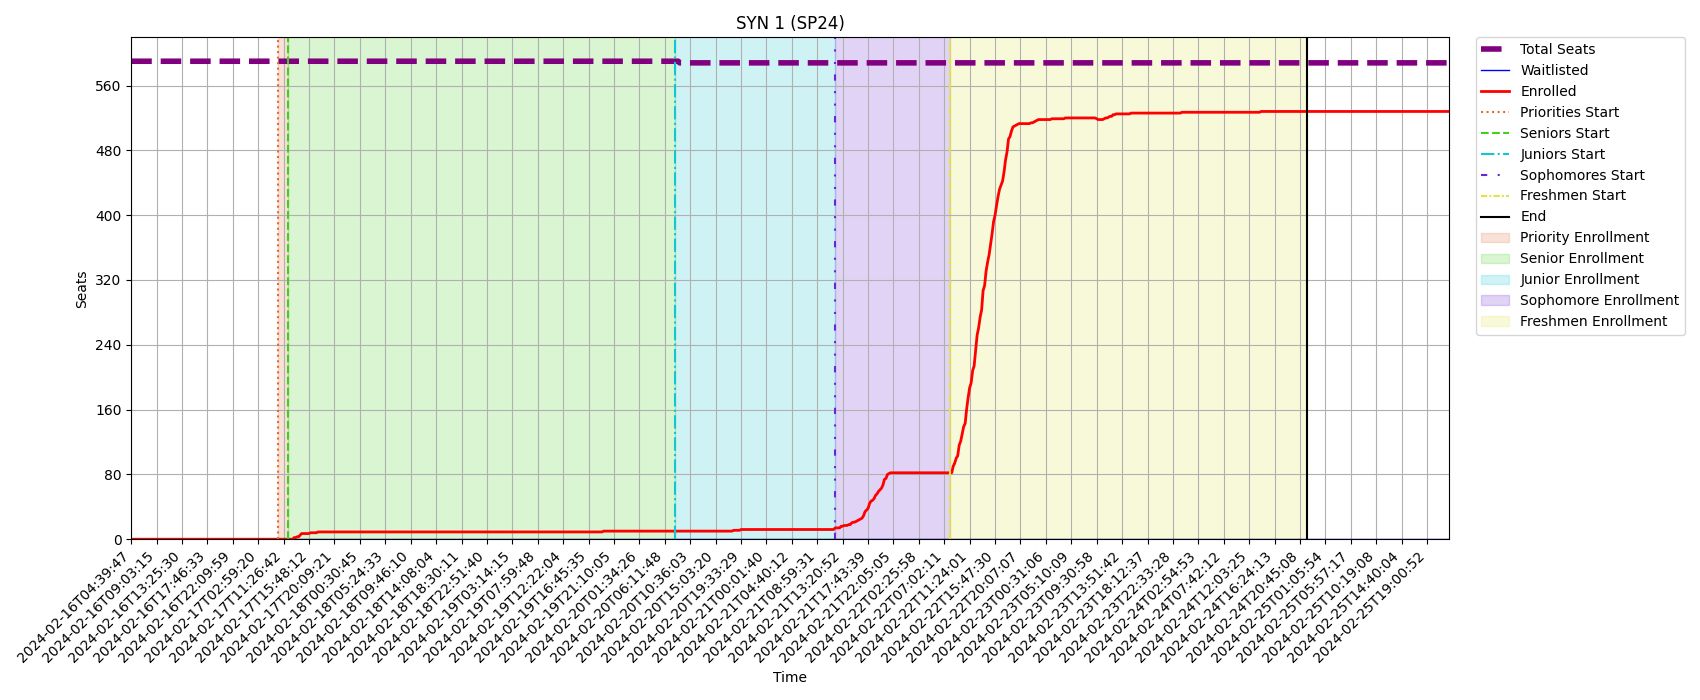 SYN 1 (SP24)
Seats
560
480
400
320
240
160
80
0
2024-02-16T04:39:47
2024-02-16T09:03:15
2024-02-16T13:25:30
2024-02-16T17:46:33
2024-02-16T22:09:59
2024-02-17T02:59:20
2024-02-17T11:26:42
2024-02-17T15:48:12
2024-02-17T20:09:21
2024-02-18T00:30:45
2024-02-18T05:24:33
2024-02-18T09:46:10
2024-02-18T14:08:04
2024-02-18T18:30:11
2024-02-18T22:51:40
2024-02-19T03:14:15
2024-02-19T07:59:48
2024-02-19T12:22:04
2024-02-19T16:45:35
2024-02-19T21:10:05
2024-02-20T01:34:26
2024-02-20T06:11:48
2024-02-20T10:36:03
2024-02-20T15:03:20
2024-02-20T19:33:29
2024-02-21T00:01:40
2024-02-21T04:40:12
2024-02-21T08:59:31
2024-02-21T13:20:52
2024-02-21T17:43:39
2024-02-21T22:05:05
2024-02-22T02:25:58
2024-02-22T07:02:11
2024-02-22T11:24:01
2024-02-22T15:47:30
2024-02-22T20:07:07
2024-02-23T00:31:06
2024-02-23T05:10:09
2024-02-23T09:30:58
2024-02-23T13:51:42
2024-02-23T18:12:37
2024-02-23T22:33:28
2024-02-24T02:54:53
2024-02-24T07:42:12
2024-02-24T12:03:25
2024-02-24T16:24:13
2024-02-24T20:45:08
2024-02-25T01:05:54
2024-02-25T05:57:17
2024-02-25T10:19:08
2024-02-25T14:40:04
2024-02-25T19:00:52
Time
Total Seats
Waitlisted
Enrolled
Priorities Start
Seniors Start
Juniors Start
Sophomores Start
Freshmen Start
End
Priority Enrollment
Senior Enrollment
Junior Enrollment
Sophomore Enrollment
Freshmen Enrollment